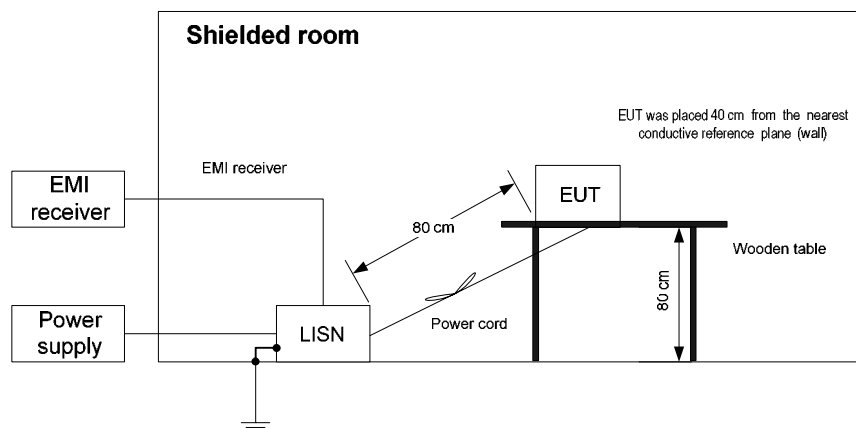 Shielded room
EUT was placed 40 cm from the nearest
conductive reference plane (wall)
EMI receiver
EMI
receiver
EUT
80 cm
Wooden table
80 cm
Power
supply
LISN
Power cord